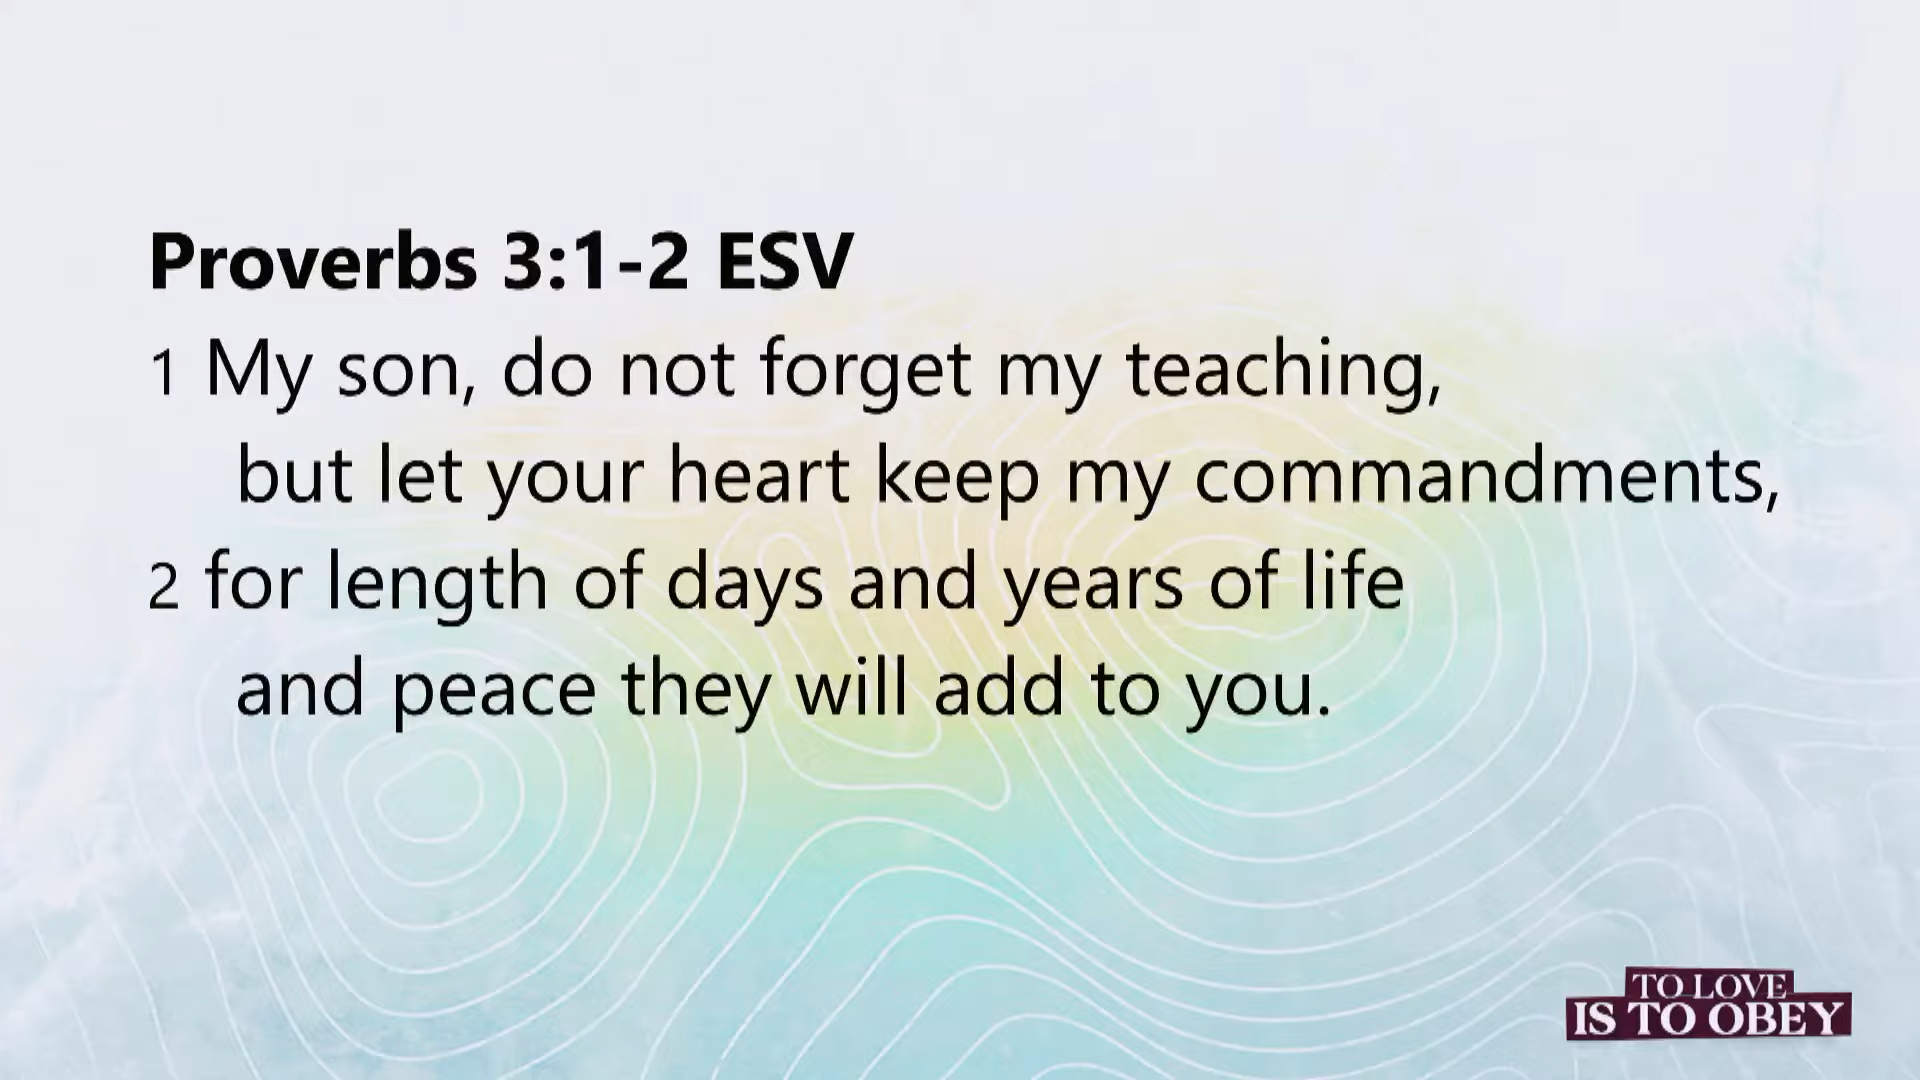 Proverbs 3:1-2 ESV
1 My son, do not forget my teaching,
but let your heart keep my commandments,
2 for length of days and years of life
and peace they will add to you.
TO LOVE
IS TO OBEY